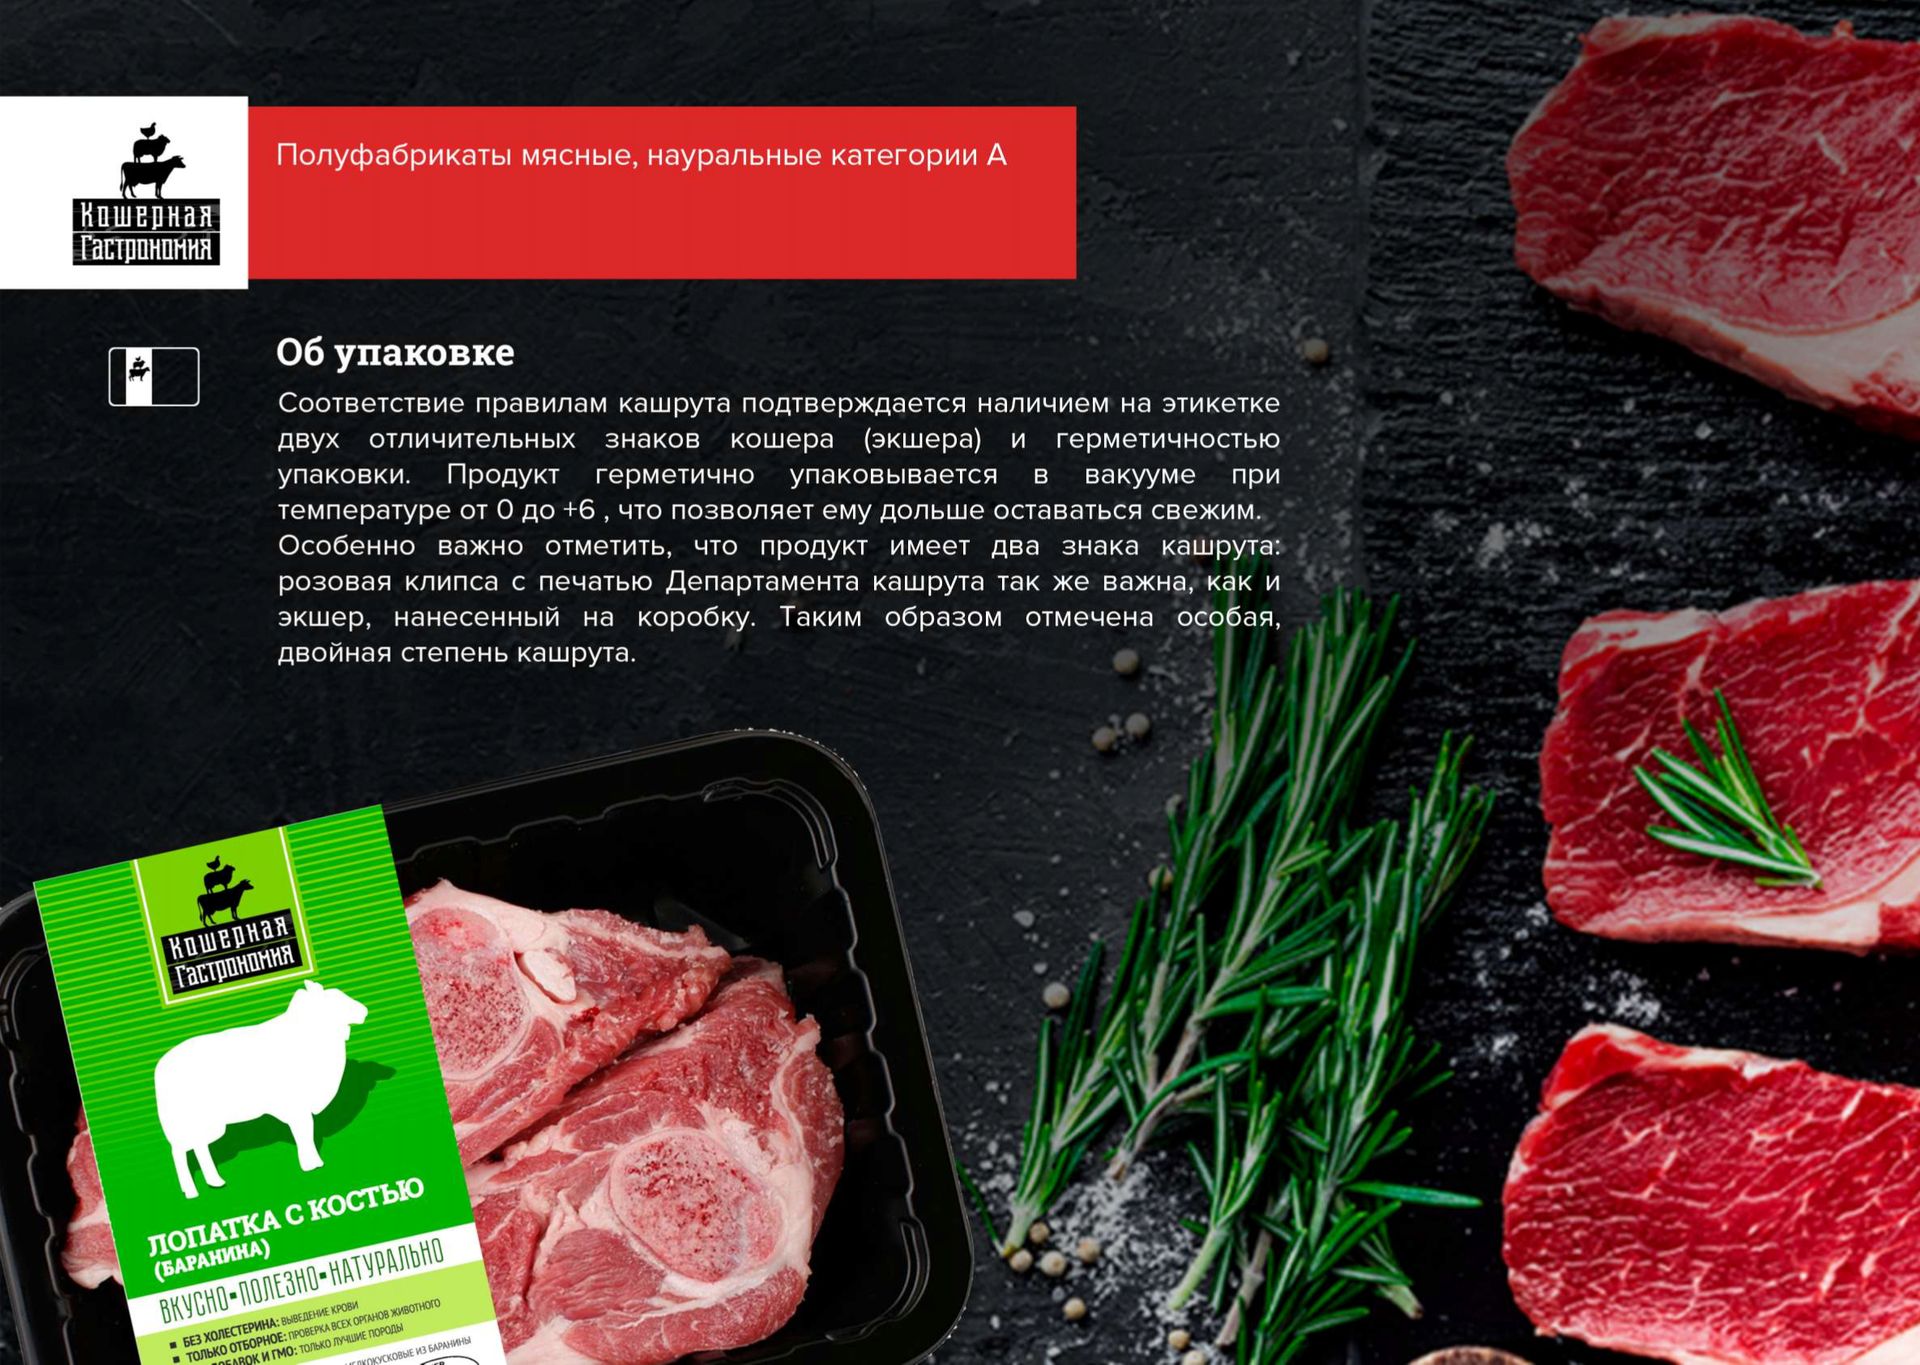 Кошерная
Гастрономия
Полуфабрикаты мясные, науральные категории А
Об упаковке
Соответствие правилам кашрута подтверждается наличием на этикетке
двух отличительных знаков кошера (экшера) и герметичностью
упаковки. Продукт герметично упаковывается в вакууме при
температуре от 0 до +6 , что позволяет ему дольше оставаться свежим.
Особенно важно отметить, что продукт имеет два знака кашрута:
розовая клипса с печатью Департамента кашрута так же важна, как и
экшер, нанесенный на коробку. Таким образом отмечена особая,
двойная степень кашрута.
Кошерная
Гастрономия
ЛОПАТКА С КОСТЬЮ
(БАРАНИНА)
ВКУСНО▪ПОЛЕЗНО▪НАТУРАЛЬНО
▪ БЕЗ ХОЛЕСТЕРИНА: ВЫВЕДЕНИЕ КРОВИ
▪ ТОЛЬКО ОТБОРНОЕ: ПРОВЕРКА ВСЕХ ОРГАНОВ ЖИВОТНОГО
И ГМО: ТОЛЬКО ЛУЧШИЕ ПОРОДЫ
ИЗ БАРАНИНЫ